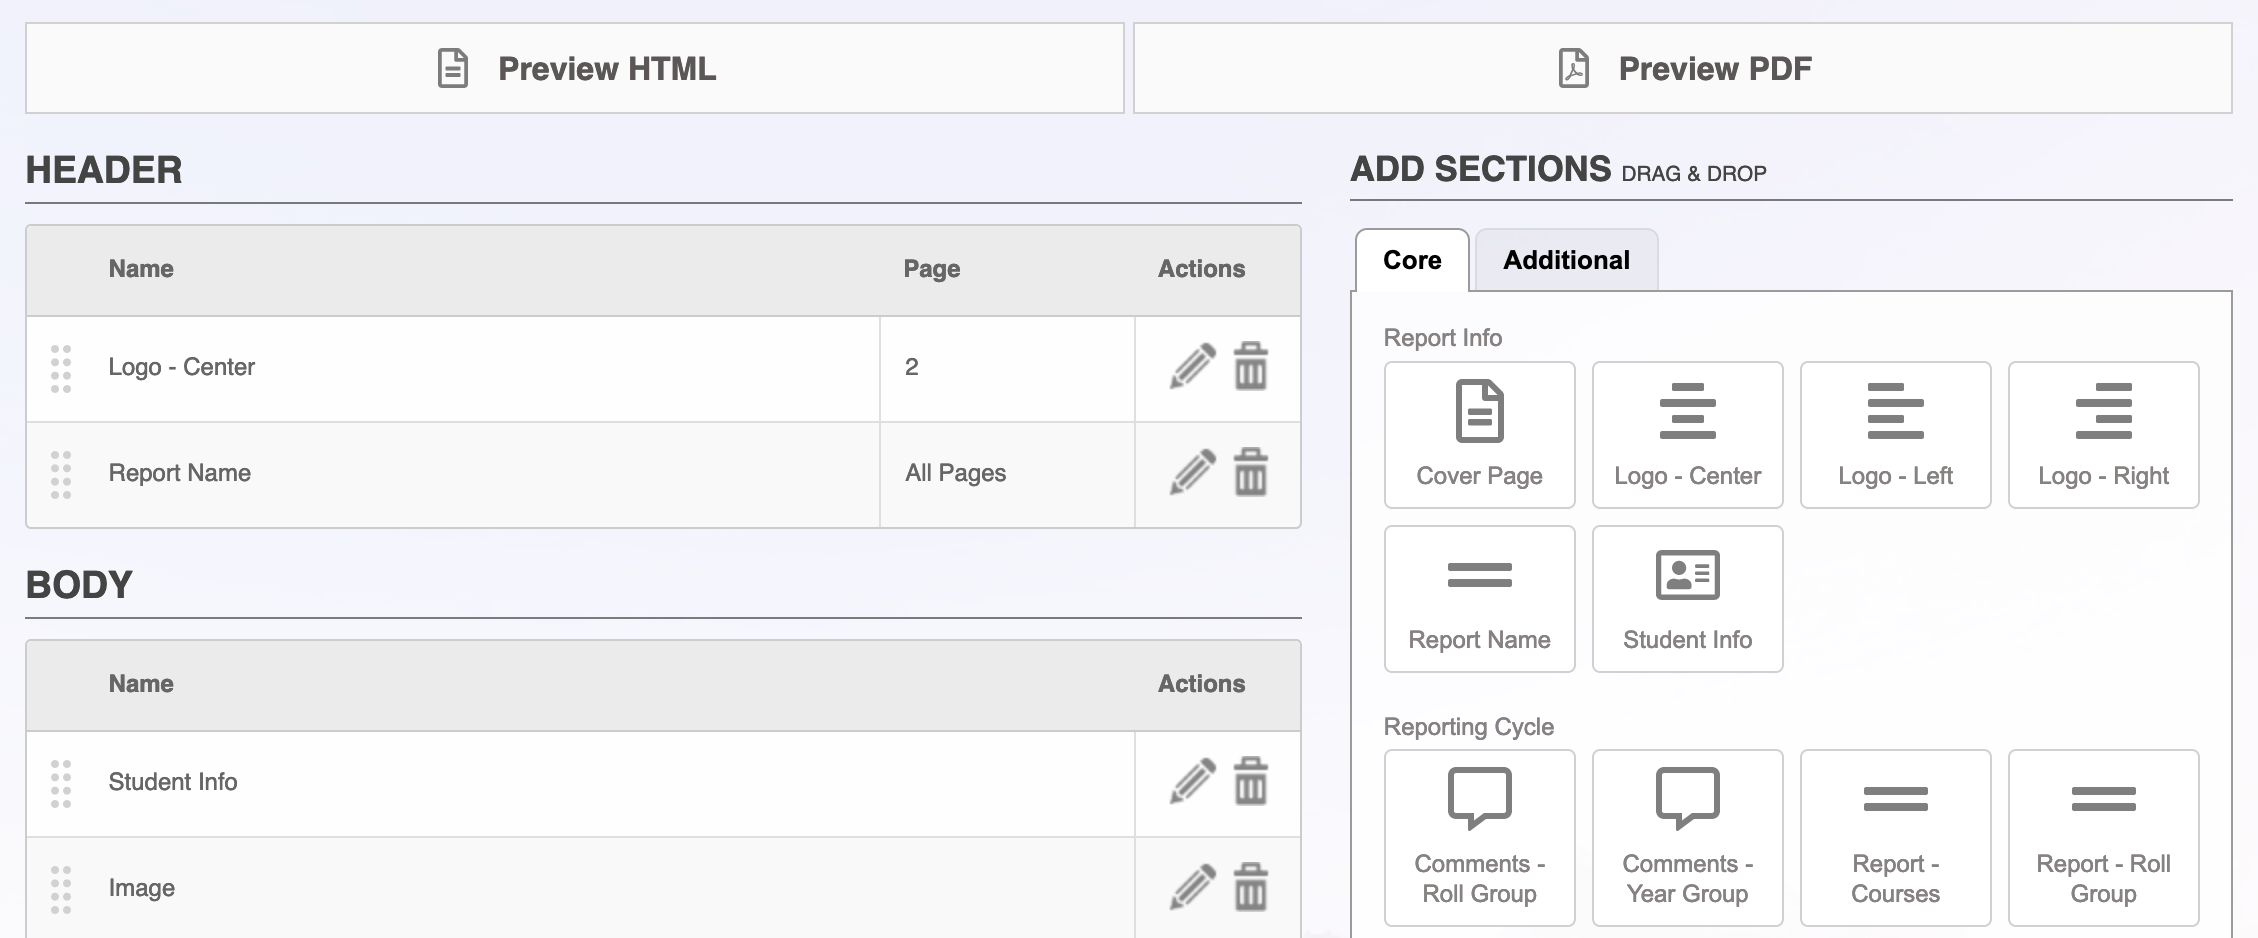 Preview HTML
Preview PDF
HEADER
Name Page Actions
Logo - Center 2
Report Name All Pages
BODY
Name Actions
Student Info
Image
ADD SECTIONS DRAG & DROP
Core Additional
Report Info
Cover Page
Logo - Center
Logo - Left
Logo - Right
Report Name
Student Info
Reporting Cycle
Comments -
Roll Group
Comments -
Year Group
Report -
Courses
Report - Roll
Group